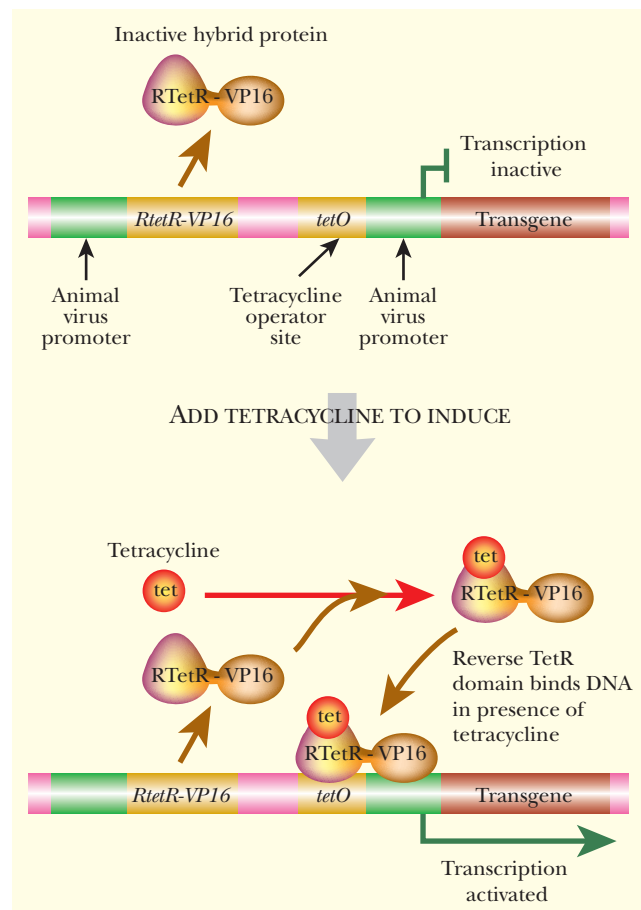 Inactive hybrid protein
RTetR - VP16
Transcription
inactive
RtetR-VP16
tetO
Transgene
Animal
virus
promoter
Tetracycline
operator
site
Animal
virus
promoter
ADD TETRACYCLINE TO INDUCE
Tetracycline
tet
tet
RTetR - VP16
RTetR - VP16
Reverse TetR
domain binds DNA
in presence of
tetracycline
tet
RTetR - VP16
RtetR-VP16
tetO
Transgene
Transcription
activated